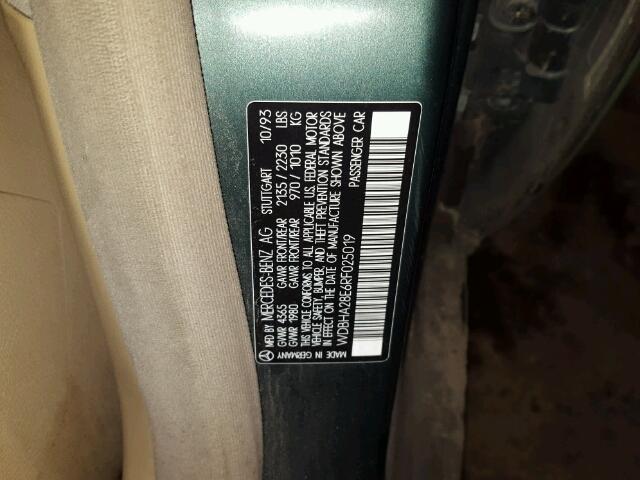 MFD BY MERCEDES-BENZ AG STUTTGART 10/93
GVWR 4565 GAWR FRONT/REAR 2135/2230 LBS
GVWR 1980 GAWR FRONT/REAR 970/1010 KG
THIS VEHICLE CONFORMS TO ALL APPLICABLE U.S. FEDERAL MOTOR
VEHICLE SAFETY, BUMPER, AND THEFT PREVENTION STANDARDS
IN EFFECT ON THE DATE OF MANUFACTURE SHOWN ABOVE
WDBHA28E6RF025019 PASSENGER CAR
MADE IN GERMANY